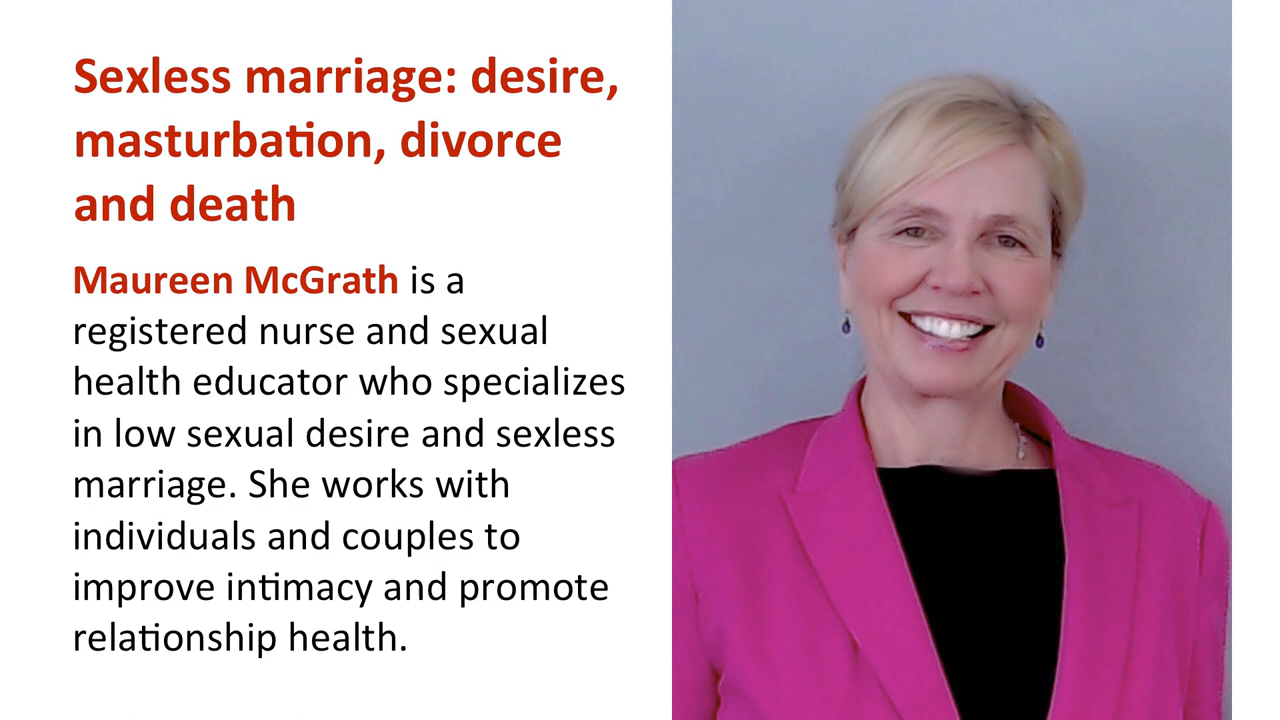 Sexless marriage: desire,
masturbation, divorce
and death
Maureen McGrath is a
registered nurse and sexual
health educator who specializes
in low sexual desire and sexless
marriage. She works with
individuals and couples to
improve intimacy and promote
relationship health.